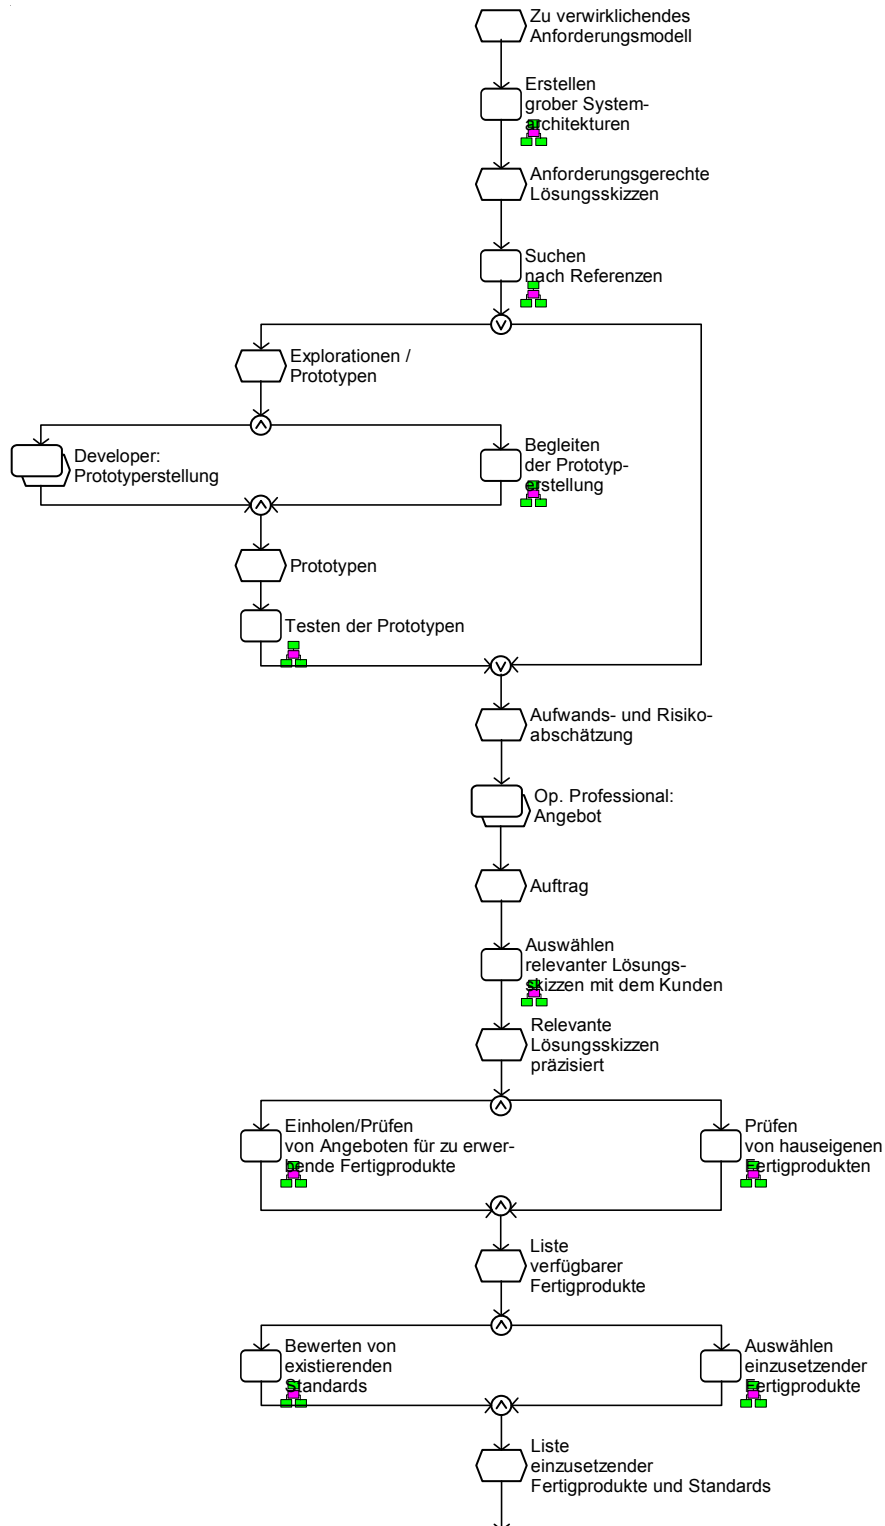 Zu verwirklichendes
Anforderungsmodell
Erstellen
grober System-
architekturen
Anforderungsgerechte
Lösungsskizzen
Suchen
nach Referenzen
Explorationen /
Prototypen
Developer:
Prototyperstellung
Begleiten
der Prototyp-
erstellung
Prototypen
Testen der Prototypen
Aufwands- und Risiko-
abschätzung
Op. Professional:
Angebot
Auftrag
Auswählen
relevanter Lösungs-
skizzen mit dem Kunden
Relevante
Lösungsskizzen
präzisiert
Einholen/Prüfen
von Angeboten für zu erwer-
bende Fertigprodukte
Prüfen
von hauseigenen
Fertigprodukten
Liste
verfügbarer
Fertigprodukte
Bewerten von
existierenden
Standards
Auswählen
einzusetzender
Fertigprodukte
Liste
einzusetzender
Fertigprodukte und Standards